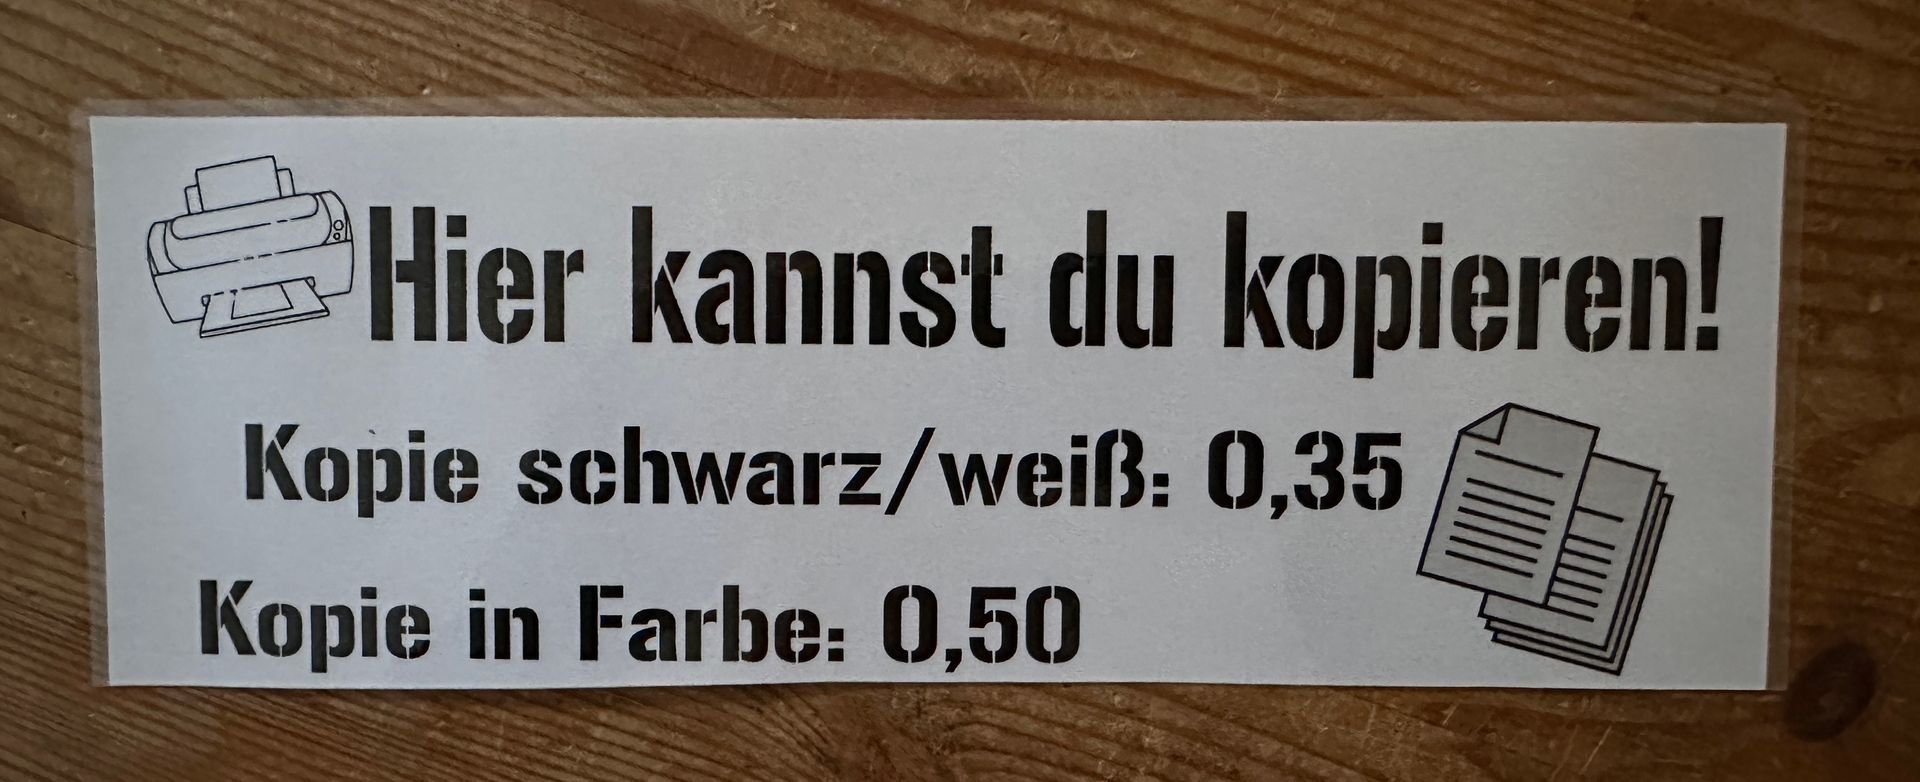 Hier kannst du kopieren!
Kopie schwarz/weiß: 0,35
Kopie in Farbe: 0,50